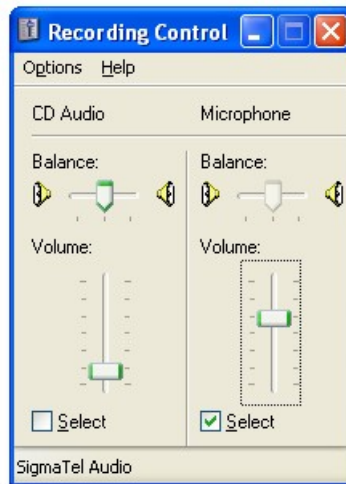 Recording Control
Options Help
CD Audio Microphone
Balance: Balance:
Volume: Volume:
Select Select
SigmaTel Audio